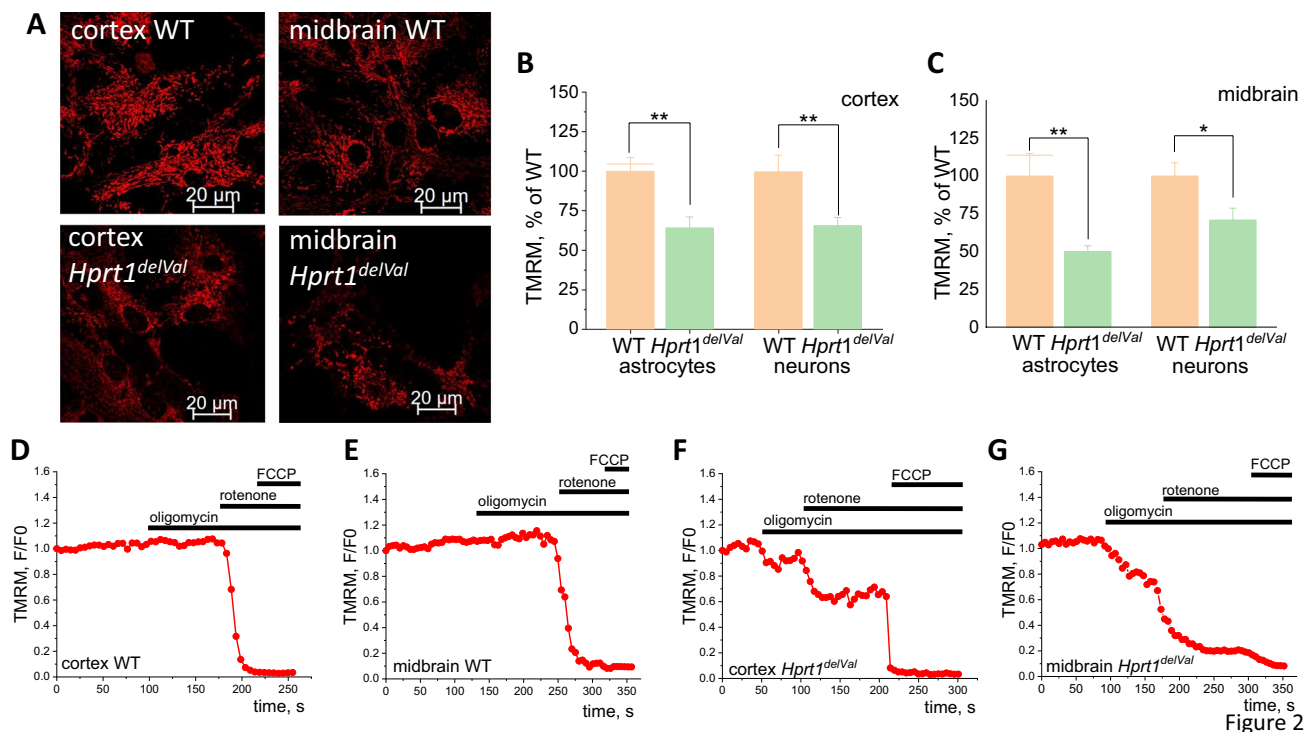 A
cortex WT
20 µm
midbrain WT
20 µm
cortex
Hprt1delVal
20 µm
midbrain
Hprt1delVal
20 µm
B
cortex
TMRM, % of WT
150
125
100
75
50
25
0
**
**
WT Hprt1delVal
astrocytes
WT Hprt1delVal
neurons
C
midbrain
TMRM, % of WT
150
125
100
75
50
25
0
**
*
WT Hprt1delVal
astrocytes
WT Hprt1delVal
neurons
D
TMRM, F/F0
1.6
1.4
1.2
1.0
0.8
0.6
0.4
0.2
0.0
FCCP
rotenone
oligomycin
cortex WT
0 50 100 150 200 250
time, s
E
TMRM, F/F0
1.6
1.4
1.2
1.0
0.8
0.6
0.4
0.2
0.0
FCCP
rotenone
oligomycin
midbrain WT
0 50 100 150 200 250 300 350
time, s
F
TMRM, F/F0
1.6
1.4
1.2
1.0
0.8
0.6
0.4
0.2
0.0
FCCP
rotenone
oligomycin
cortex Hprt1delVal
0 50 100 150 200 250 300
time, s
G
TMRM, F/F0
1.6
1.4
1.2
1.0
0.8
0.6
0.4
0.2
0.0
FCCP
rotenone
oligomycin
midbrain Hprt1delVal
0 50 100 150 200 250 300 350
time, s
Figure 2